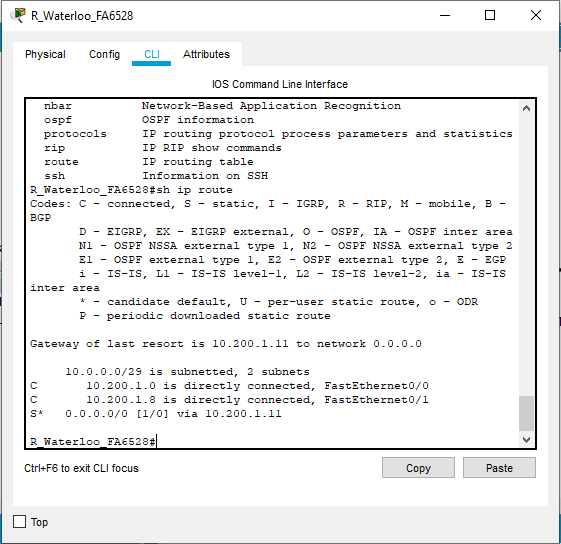 R_Waterloo_FA6528
Physical Config CLI Attributes
IOS Command Line Interface
nbar Network-Based Application Recognition
ospf OSPF information
protocols IP routing protocol process parameters and statistics
rip IP RIP show commands
route IP routing table
ssh Information on SSH
R_Waterloo_FA6528#sh ip route
Codes: C - connected, S - static, I - IGRP, R - RIP, M - mobile, B -
BGP
D - EIGRP, EX - EIGRP external, O - OSPF, IA - OSPF inter area
N1 - OSPF NSSA external type 1, N2 - OSPF NSSA external type 2
E1 - OSPF external type 1, E2 - OSPF external type 2, E - EGP
i - IS-IS, L1 - IS-IS level-1, L2 - IS-IS level-2, ia - IS-IS
inter area
* - candidate default, U - per-user static route, o - ODR
P - periodic downloaded static route
Gateway of last resort is 10.200.1.11 to network 0.0.0.0
10.0.0.0/29 is subnetted, 2 subnets
C 10.200.1.0 is directly connected, FastEthernet0/0
C 10.200.1.8 is directly connected, FastEthernet0/1
S* 0.0.0.0/0 [1/0] via 10.200.1.11
R_Waterloo_FA6528#
Ctrl+F6 to exit CLI focus
Copy
Paste
Top